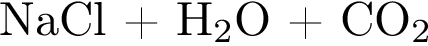 NaCl + H₂O + CO₂